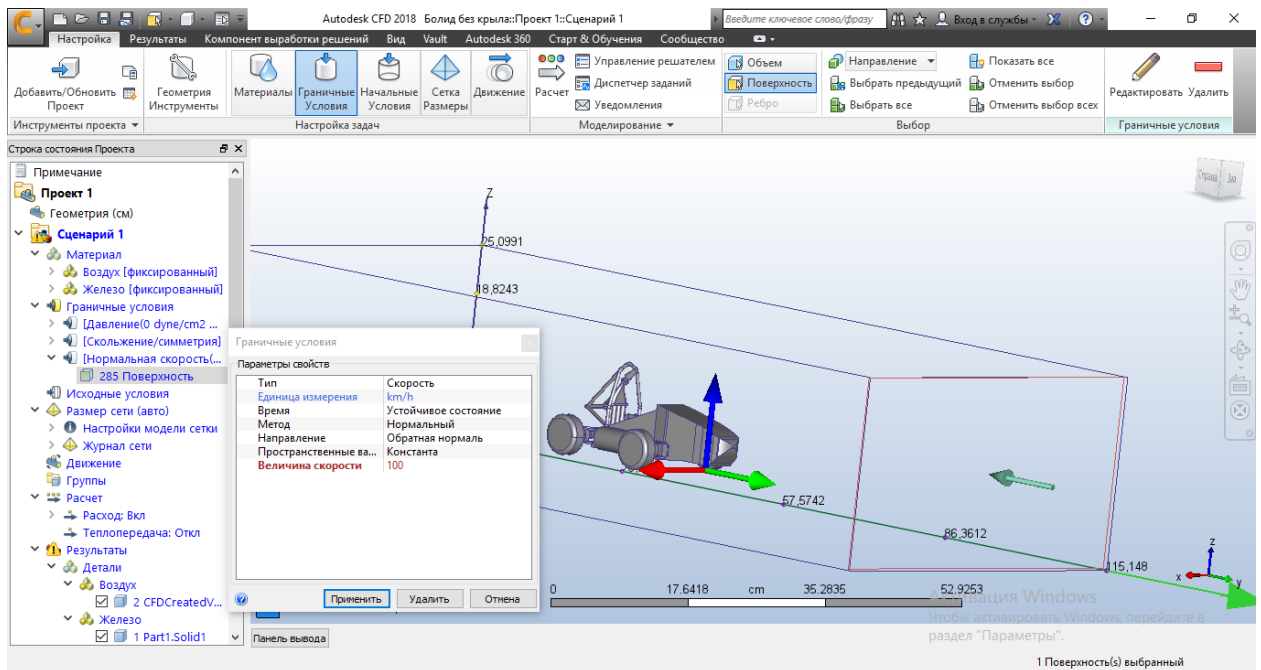 Autodesk CFD 2018 Болид без крыла::Проект 1::Сценарий 1
Введите ключевое слово/фразу
Вход в службы
Настройка Результаты Компонент выработки решений Вид Vault Autodesk 360 Старт & Обучения Сообщество
Добавить/Обновить
Проект
Геометрия
Инструменты
Инструменты проекта
Материалы
Граничные
Условия
Начальные
Условия
Сетка
Размеры
Движение
Настройка задач
Расчет
Управление решателем
Диспетчер заданий
Уведомления
Моделирование
Объем
Поверхность
Ребро
Направление
Выбрать предыдущий
Выбрать все
Показать все
Отменить выбор
Отменить выбор всех
Выбор
Редактировать
Удалить
Граничные условия
Строка состояния Проекта
Примечание
Проект 1
Геометрия (см)
Сценарий 1
Материал
Воздух [фиксированный]
Железо [фиксированный]
Граничные условия
[Давление(0 dyne/cm2 ...
[Скольжение/симметрия]
[Нормальная скорость(...
285 Поверхность
Исходные условия
Размер сети (авто)
Настройки модели сетки
Журнал сети
Движение
Группы
Расчет
Расход: Вкл
Теплопередача: Откл
Результаты
Детали
Воздух
2 CFDCreatedV...
Железо
1 Part1.Solid1
Граничные условия
Параметры свойств
Тип Скорость
Единица измерения km/h
Время Устойчивое состояние
Метод Нормальный
Направление Обратная нормаль
Пространственные ва... Константа
Величина скорости 100
Применить Удалить Отмена
Панель вывода
Z
25,0991
18,8243
57,5742
86,3612
115,148
Справа
Z
X
Y
0 17.6418 cm 35.2835 52.9253
Активация Windows
Чтобы активировать Windows, перейдите в
раздел "Параметры".
1 Поверхность(s) выбранный